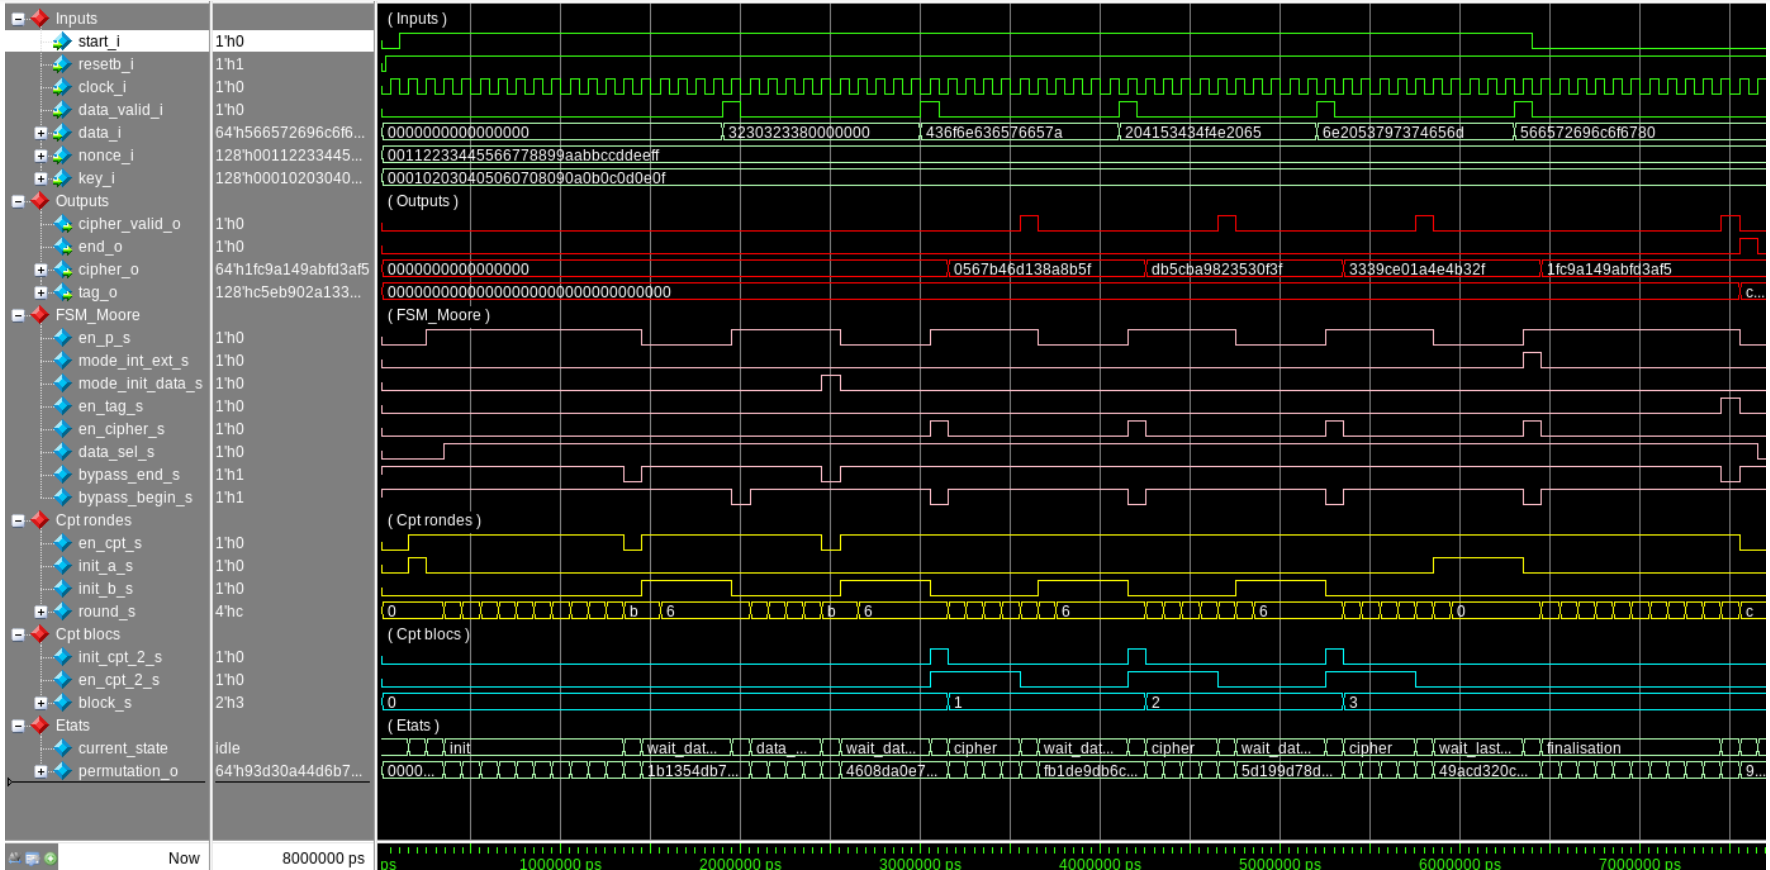 Inputs ( Inputs )
start_i 1'h0
resetb_i 1'h1
clock_i 1'h0
data_valid_i 1'h0
data_i 64'h566572696c6f6... 0000000000000000 3230323380000000 436f6e636576657a 204153434f4e2065 6e2053797374656d 566572696c6f6780
nonce_i 128'h00112233445... 00112233445566778899aabbccddeeff
key_i 128'h00010203040... 000102030405060708090a0b0c0d0e0f
Outputs ( Outputs )
cipher_valid_o 1'h0
end_o 1'h0
cipher_o 64'h1fc9a149abfd3af5 0000000000000000 0567b46d138a8b5f db5cba9823530f3f 3339ce01a4e4b32f 1fc9a149abfd3af5
tag_o 128'hc5eb902a133... 00000000000000000000000000000000 c...
FSM_Moore ( FSM_Moore )
en_p_s 1'h0
mode_int_ext_s 1'h0
mode_init_data_s 1'h0
en_tag_s 1'h0
en_cipher_s 1'h0
data_sel_s 1'h0
bypass_end_s 1'h1
bypass_begin_s 1'h1
Cpt rondes ( Cpt rondes )
en_cpt_s 1'h0
init_a_s 1'h0
init_b_s 1'h0
round_s 4'hc 0 b 6 b 6 6 6 0 c
Cpt blocs ( Cpt blocs )
init_cpt_2_s 1'h0
en_cpt_2_s 1'h0
block_s 2'h3 0 1 2 3
Etats ( Etats )
current_state idle init wait_dat... data_... wait_dat... cipher wait_dat... cipher wait_dat... cipher wait_last... finalisation
permutation_o 64'h93d30a44d6b7... 0000... 1b1354db7... 4608da0e7... fb1de9db6c... 5d199d78d... 49acd320c... 9...
Now 8000000 ps ps 1000000 ps 2000000 ps 3000000 ps 4000000 ps 5000000 ps 6000000 ps 7000000 ps